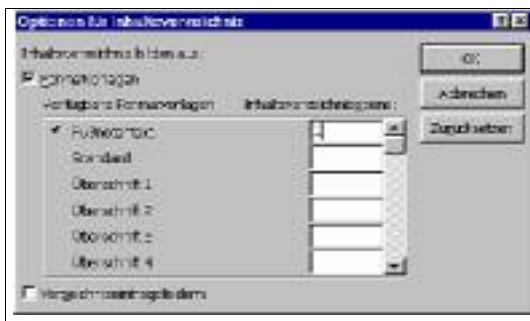 Optionen für Inhaltsverzeichnis
Inhaltsverzeichnis bilden aus:
Formatvorlagen
Verfügbare Formatvorlagen Inhaltsverzeichnisebene:
Fußnotentext
Standard
Überschrift 1
Überschrift 2
Überschrift 3
Überschrift 4
Verzeichniseintragsfeldern
OK
Abbrechen
Zurücksetzen